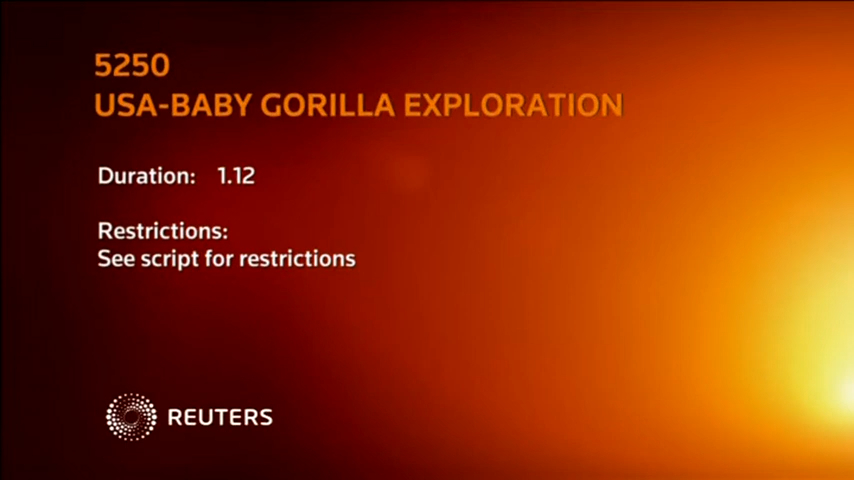 5250
USA-BABY GORILLA EXPLORATION
Duration: 1.12
Restrictions:
See script for restrictions
REUTERS